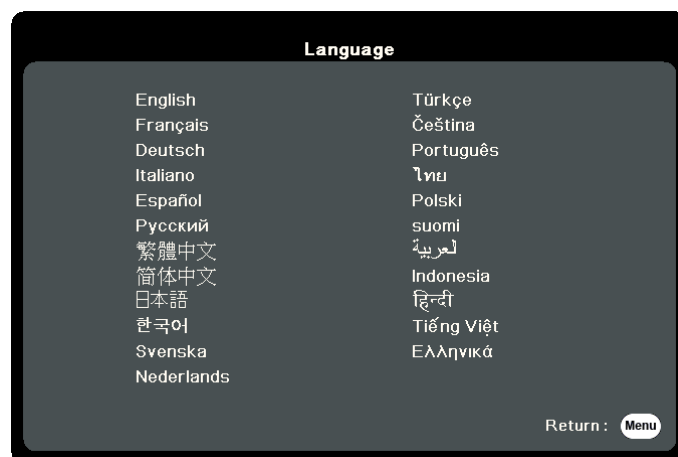 Language
English
Français
Deutsch
Italiano
Español
Русский
繁體中文
简体中文
日本語
한국어
Svenska
Nederlands
Türkçe
Čeština
Português
ไทย
Polski
suomi
العربية
Indonesia
हिन्दी
Tiếng Việt
Ελληνικά
Return: Menu